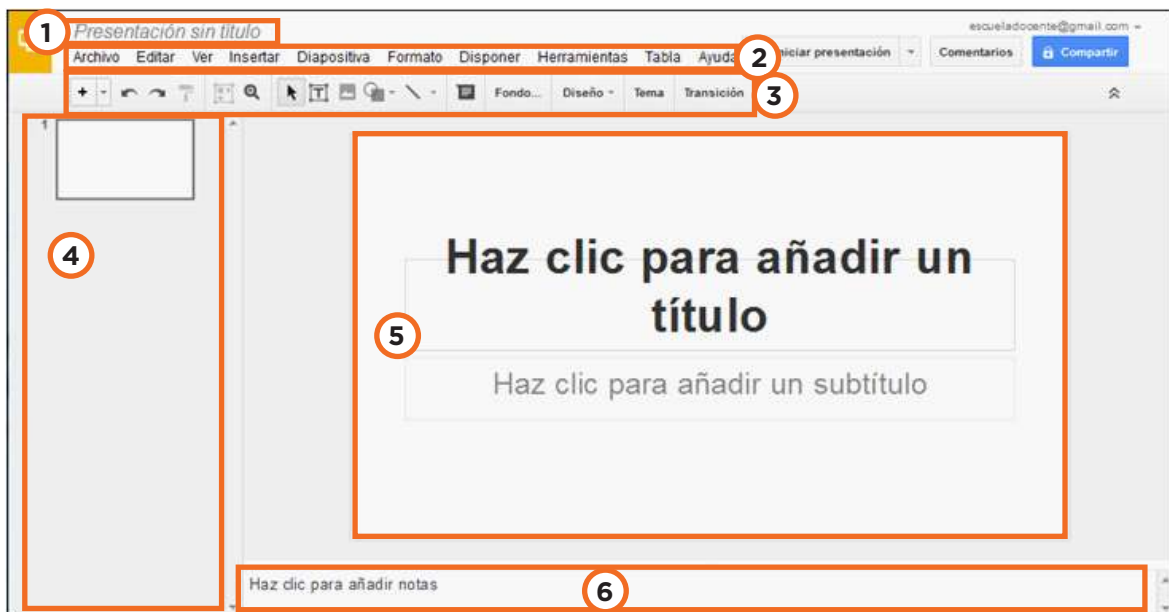 1 Presentación sin título
escueladocente@gmail.com
Archivo Editar Ver Insertar Diapositiva Formato Disponer Herramientas Tabla Ayuda 2 iniciar presentación Comentarios Compartir
Fondo... Diseño Tema Transición 3
1
4
Haz clic para añadir un
título
5
Haz clic para añadir un subtítulo
Haz clic para añadir notas 6